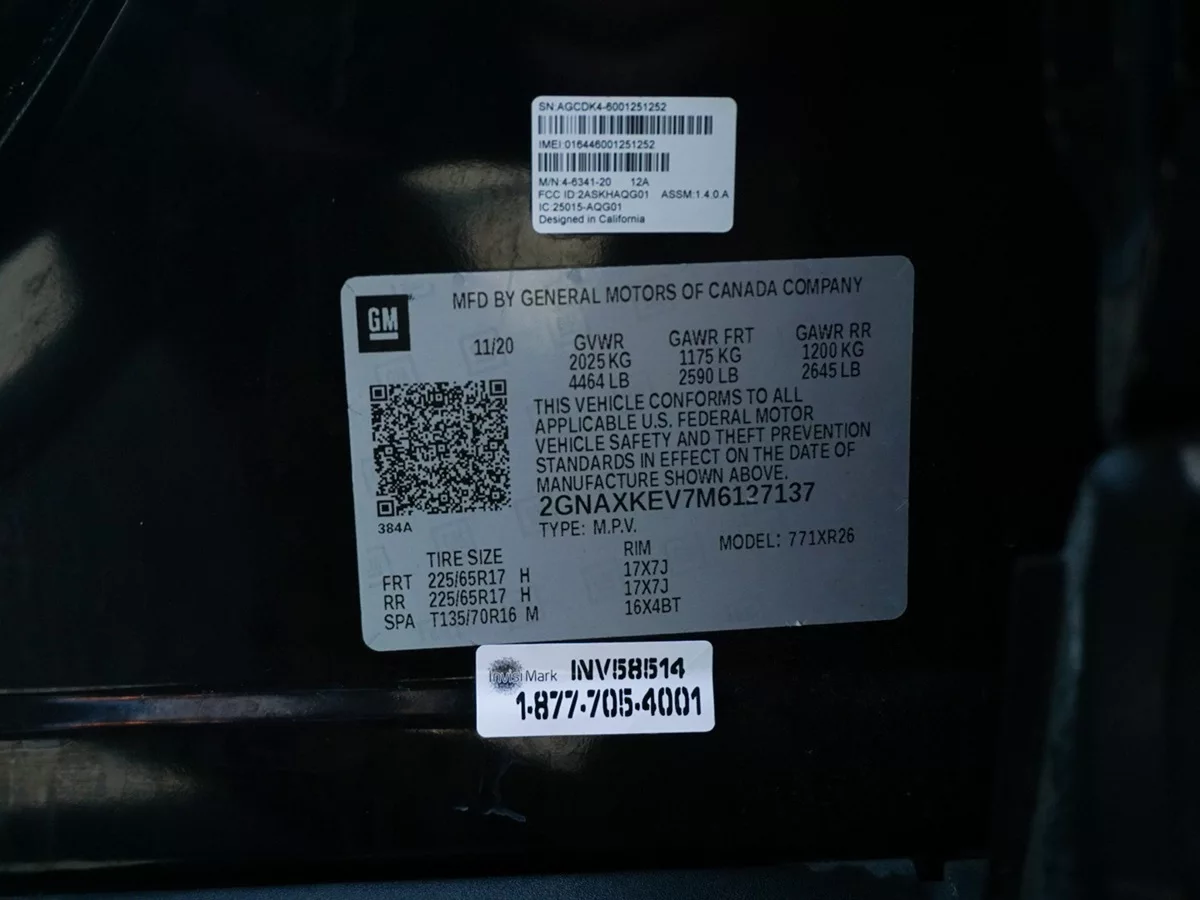 SN:AGCDK4-6001251252
IMEI:016446001251252
M/N:4-6341-20 12A
FCC ID:2ASKHAQG01 ASSM:1.4.0.A
IC:25015-AQG01
Designed in California
GM
MFD BY GENERAL MOTORS OF CANADA COMPANY
11/20
GVWR GAWR FRT GAWR RR
2025 KG 1175 KG 1200 KG
4464 LB 2590 LB 2645 LB
THIS VEHICLE CONFORMS TO ALL
APPLICABLE U.S. FEDERAL MOTOR
VEHICLE SAFETY AND THEFT PREVENTION
STANDARDS IN EFFECT ON THE DATE OF
MANUFACTURE SHOWN ABOVE.
2GNAXKEV7M6127137
384A
TYPE: M.P.V. MODEL: 771XR26
TIRE SIZE RIM
FRT 225/65R17 H 17X7J
RR 225/65R17 H 17X7J
SPA T135/70R16 M 16X4BT
Mark INV58514
1-877-705-4001